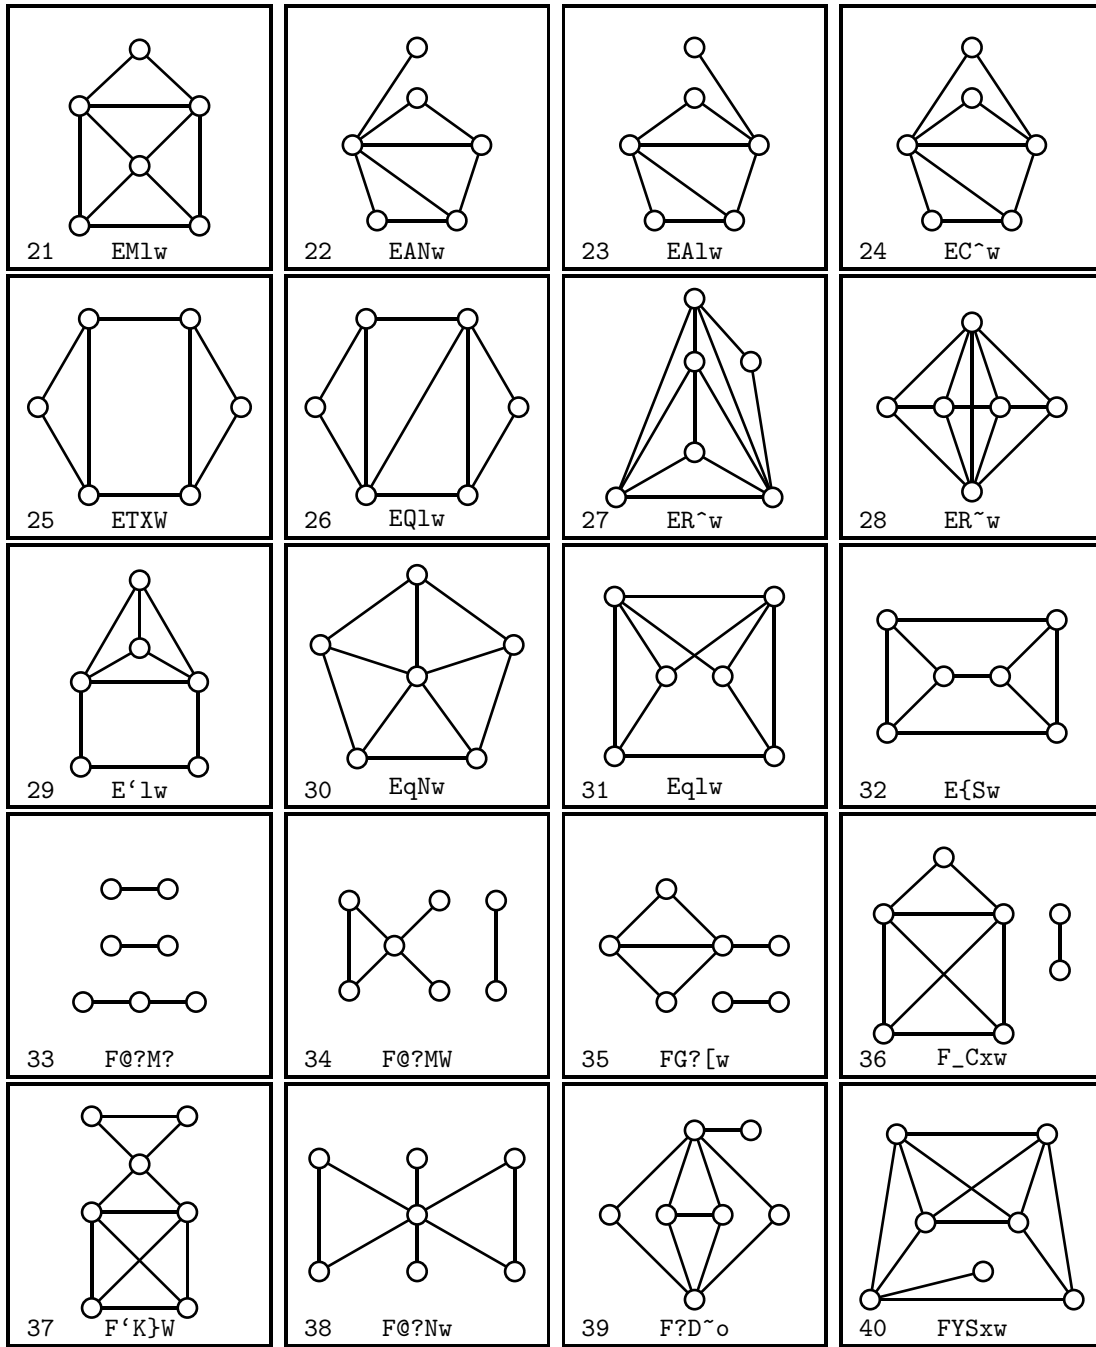 21 EMlw
22 EANw
23 EAlw
24 EC^w
25 ETXW
26 EQlw
27 ER^w
28 ER~w
29 E‘lw
30 EqNw
31 Eqlw
32 E{Sw
33 F@?M?
34 F@?MW
35 FG?[w
36 F_Cxw
37 F‘K}W
38 F@?Nw
39 F?D~o
40 FYSxw